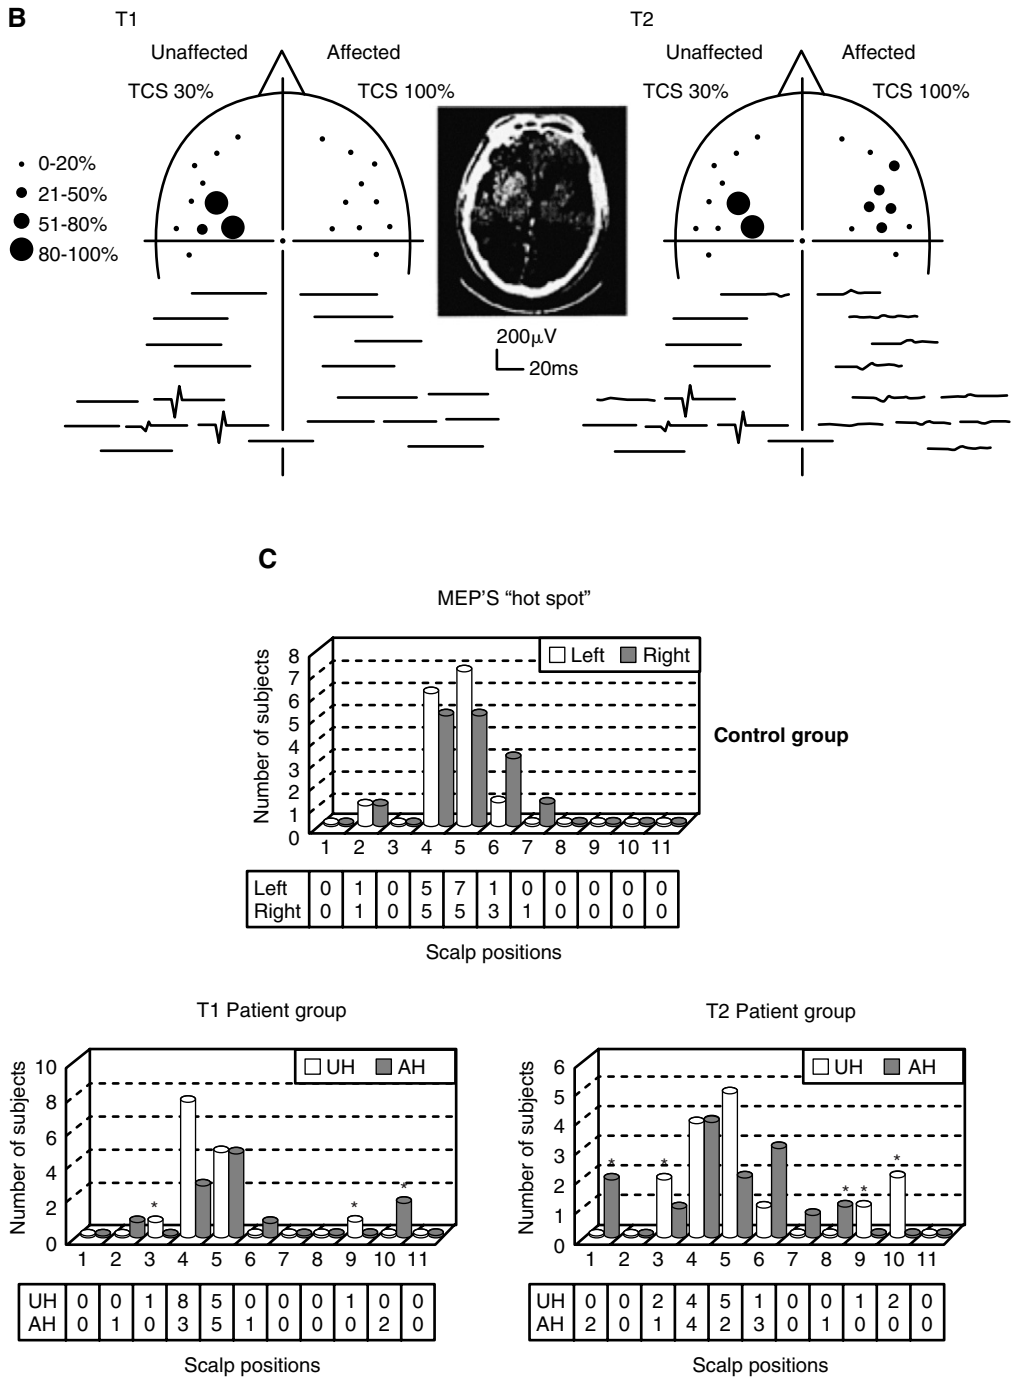 B
T1
T2
Unaffected Affected
Unaffected Affected
TCS 30% TCS 100%
TCS 30% TCS 100%
0-20%
21-50%
51-80%
80-100%
200μV
20ms
C
MEP'S “hot spot”
Left Right
Number of subjects
8
7
6
5
4
3
2
1
0
1 2 3 4 5 6 7 8 9 10 11
Control group
Left 0 1 0 5 7 1 0 0 0 0 0
Right 0 1 0 5 5 3 1 0 0 0 0
Scalp positions
T1 Patient group
UH AH
Number of subjects
10
8
6
4
2
0
* * *
1 2 3 4 5 6 7 8 9 10 11
UH 0 0 1 8 5 0 0 0 1 0 0
AH 0 1 0 3 5 1 0 0 0 2 0
Scalp positions
T2 Patient group
UH AH
Number of subjects
6
5
4
3
2
1
0
* * * * *
1 2 3 4 5 6 7 8 9 10 11
UH 0 0 2 4 5 1 0 0 1 2 0
AH 2 0 1 4 2 3 0 1 0 0 0
Scalp positions